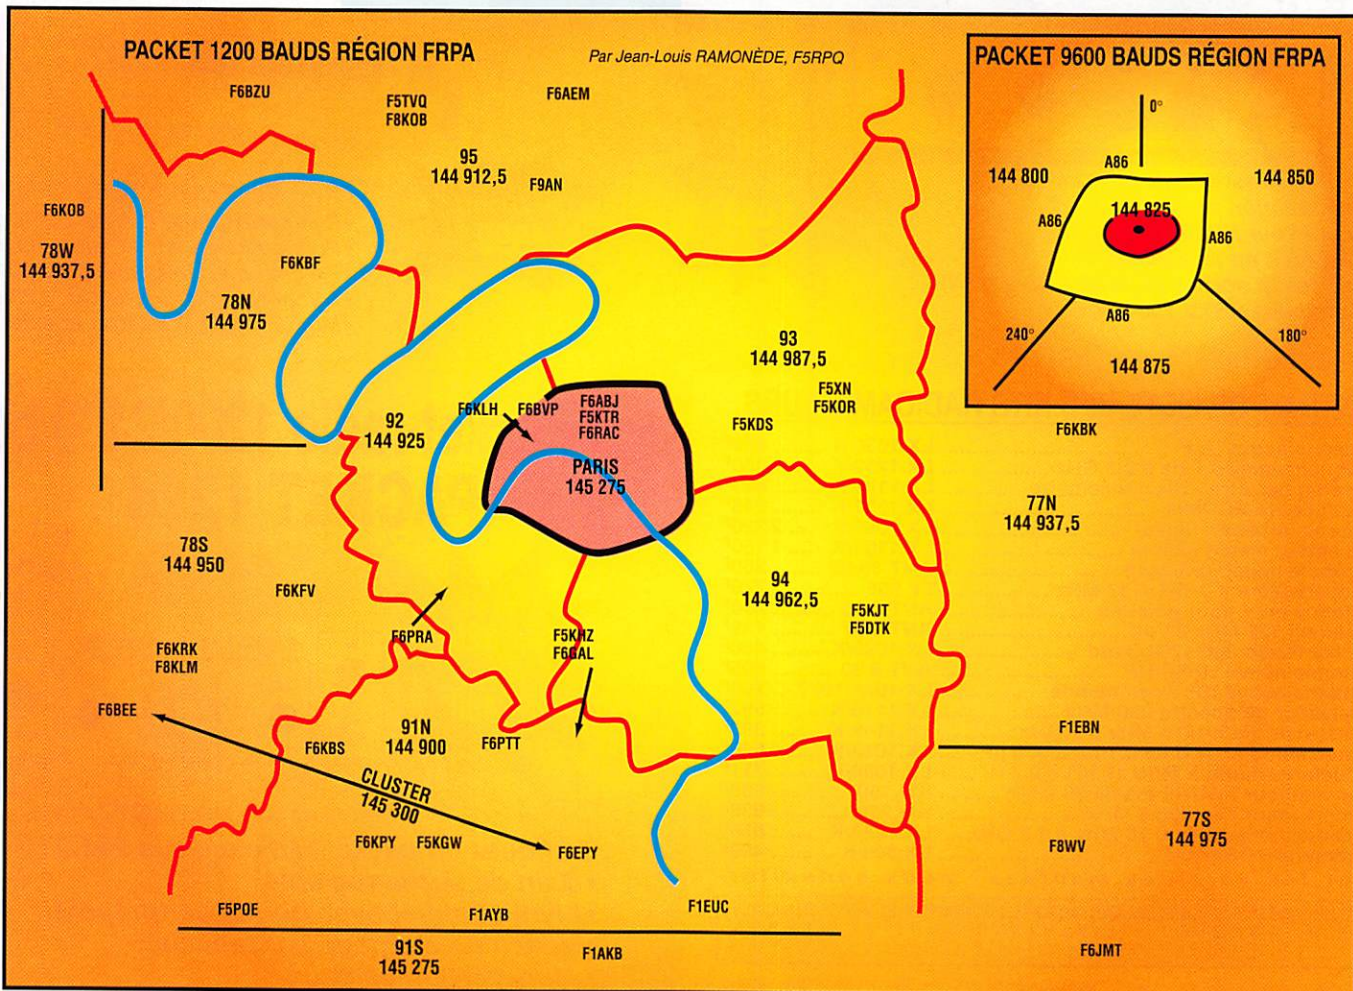 PACKET 1200 BAUDS RÉGION FRPA
Par Jean-Louis RAMONÈDE, F5RPQ
PACKET 9600 BAUDS RÉGION FRPA
F6BZU
F5TVQ
F8KOB
F6AEM
95
144 912,5
F9AN
0°
A86
144 800
144 850
144 825
A86
A86
A86
240°
180°
144 875
F6KOB
78W
144 937,5
F6KBF
78N
144 975
93
144 987,5
F5XN
F5KOR
F5KDS
F6KBK
92
144 925
F6KLH
F6BVP
F6ABJ
F5KTR
F6RAC
PARIS
145 275
77N
144 937,5
78S
144 950
F6KFV
94
144 962,5
F5KJT
F5DTK
F6PRA
F5KHZ
F6GAL
F6KRK
F8KLM
F6BEE
91N
144 900
F6KBS
F6PTT
F1EBN
CLUSTER
145 300
F6KPY
F5KGW
F6EPY
77S
144 975
F8WV
F5POE
F1AYB
F1EUC
91S
145 275
F1AKB
F6JMT